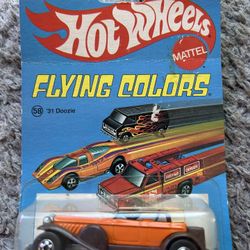 Hot Wheels
MATTEL
FLYING COLORS
58 '31 Doozie